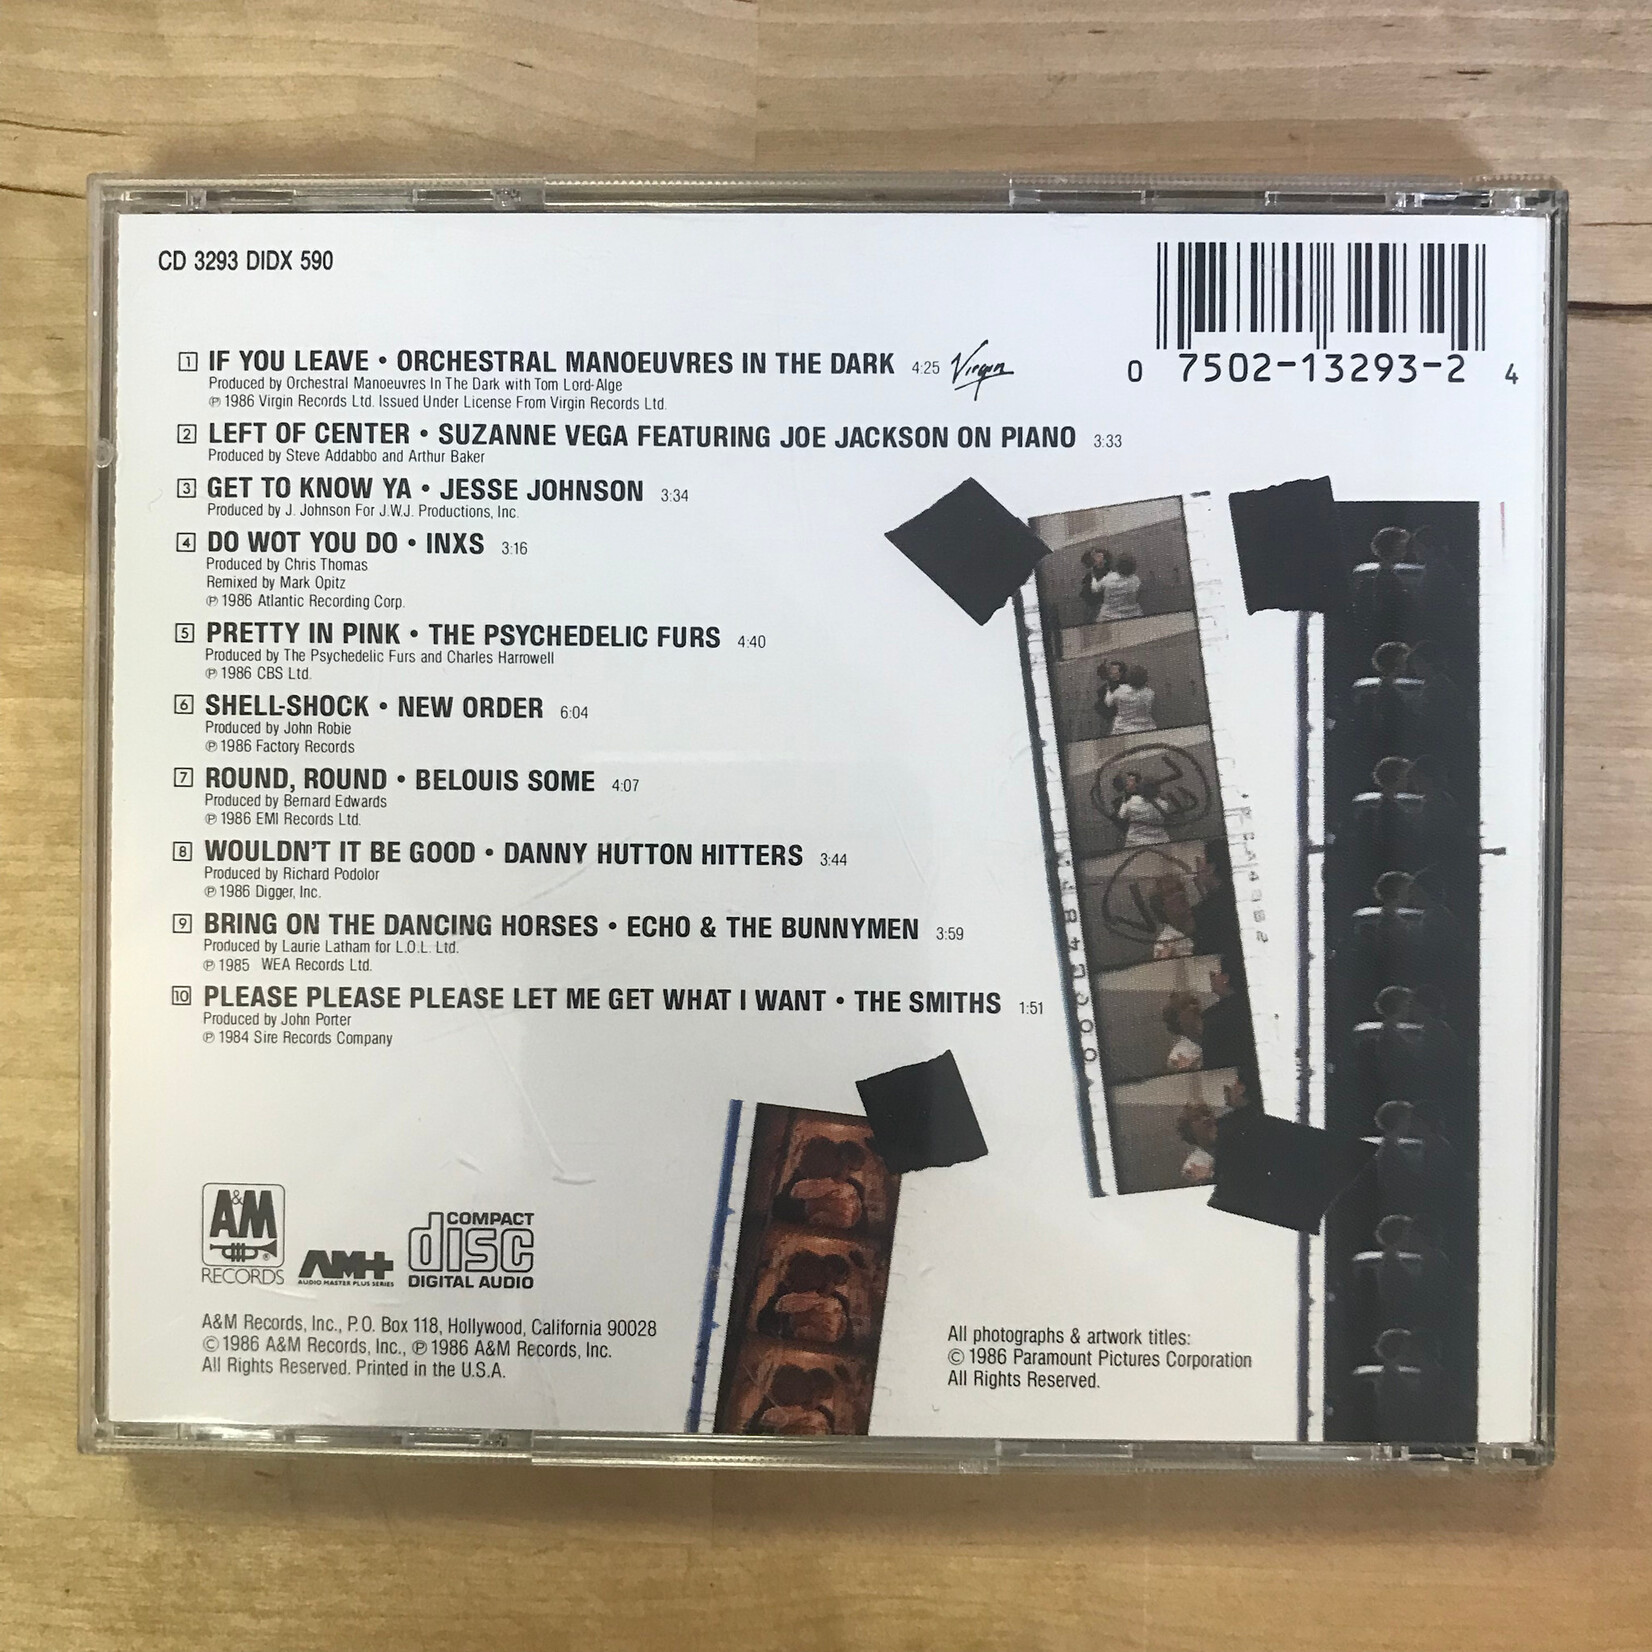 CD 3293 DIDX 590
0 7502-13293-2 4
1 IF YOU LEAVE • ORCHESTRAL MANOEUVRES IN THE DARK 4:25 Virgin
Produced by Orchestral Manoeuvres In The Dark with Tom Lord-Alge
℗ 1986 Virgin Records Ltd. Issued Under License From Virgin Records Ltd.
2 LEFT OF CENTER • SUZANNE VEGA FEATURING JOE JACKSON ON PIANO 3:33
Produced by Steve Addabbo and Arthur Baker
3 GET TO KNOW YA • JESSE JOHNSON 3:34
Produced by J. Johnson For J.W.J. Productions, Inc.
4 DO WOT YOU DO • INXS 3:16
Produced by Chris Thomas
Remixed by Mark Opitz
℗ 1986 Atlantic Recording Corp.
5 PRETTY IN PINK • THE PSYCHEDELIC FURS 4:40
Produced by The Psychedelic Furs and Charles Harrowell
℗ 1986 CBS Ltd.
6 SHELL-SHOCK • NEW ORDER 6:04
Produced by John Robie
℗ 1986 Factory Records
7 ROUND, ROUND • BELOUIS SOME 4:07
Produced by Bernard Edwards
℗ 1986 EMI Records Ltd.
8 WOULDN'T IT BE GOOD • DANNY HUTTON HITTERS 3:44
Produced by Richard Podolor
℗ 1986 Digger, Inc.
9 BRING ON THE DANCING HORSES • ECHO & THE BUNNYMEN 3:59
Produced by Laurie Latham for L.O.L. Ltd.
℗ 1985 WEA Records Ltd.
10 PLEASE PLEASE PLEASE LET ME GET WHAT I WANT • THE SMITHS 1:51
Produced by John Porter
℗ 1984 Sire Records Company
A&M ®
RECORDS
AM+
AUDIO MASTER PLUS SERIES
COMPACT
disc
DIGITAL AUDIO
A&M Records, Inc., P.O. Box 118, Hollywood, California 90028
© 1986 A&M Records, Inc., ℗ 1986 A&M Records, Inc.
All Rights Reserved. Printed in the U.S.A.
All photographs & artwork titles:
© 1986 Paramount Pictures Corporation
All Rights Reserved.